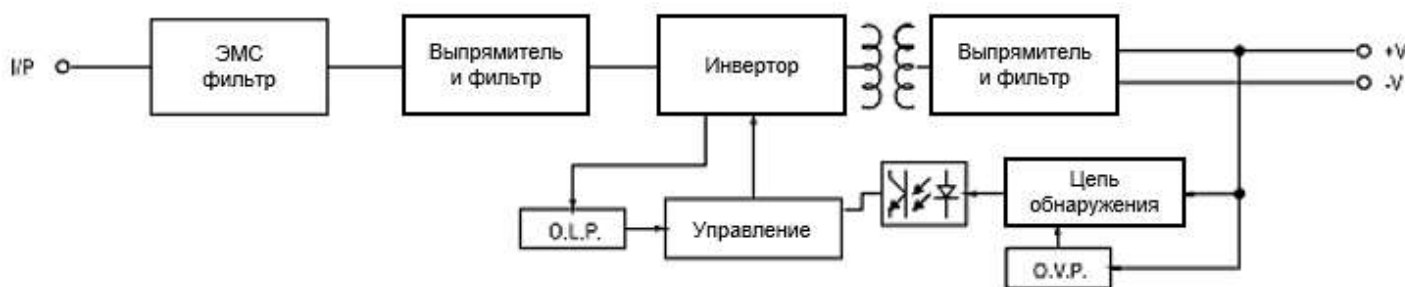 I/P
ЭМС
фильтр
Выпрямитель
и фильтр
Инвертор
Выпрямитель
и фильтр
+V
-V
O.L.P.
Управление
Цепь
обнаружения
O.V.P.